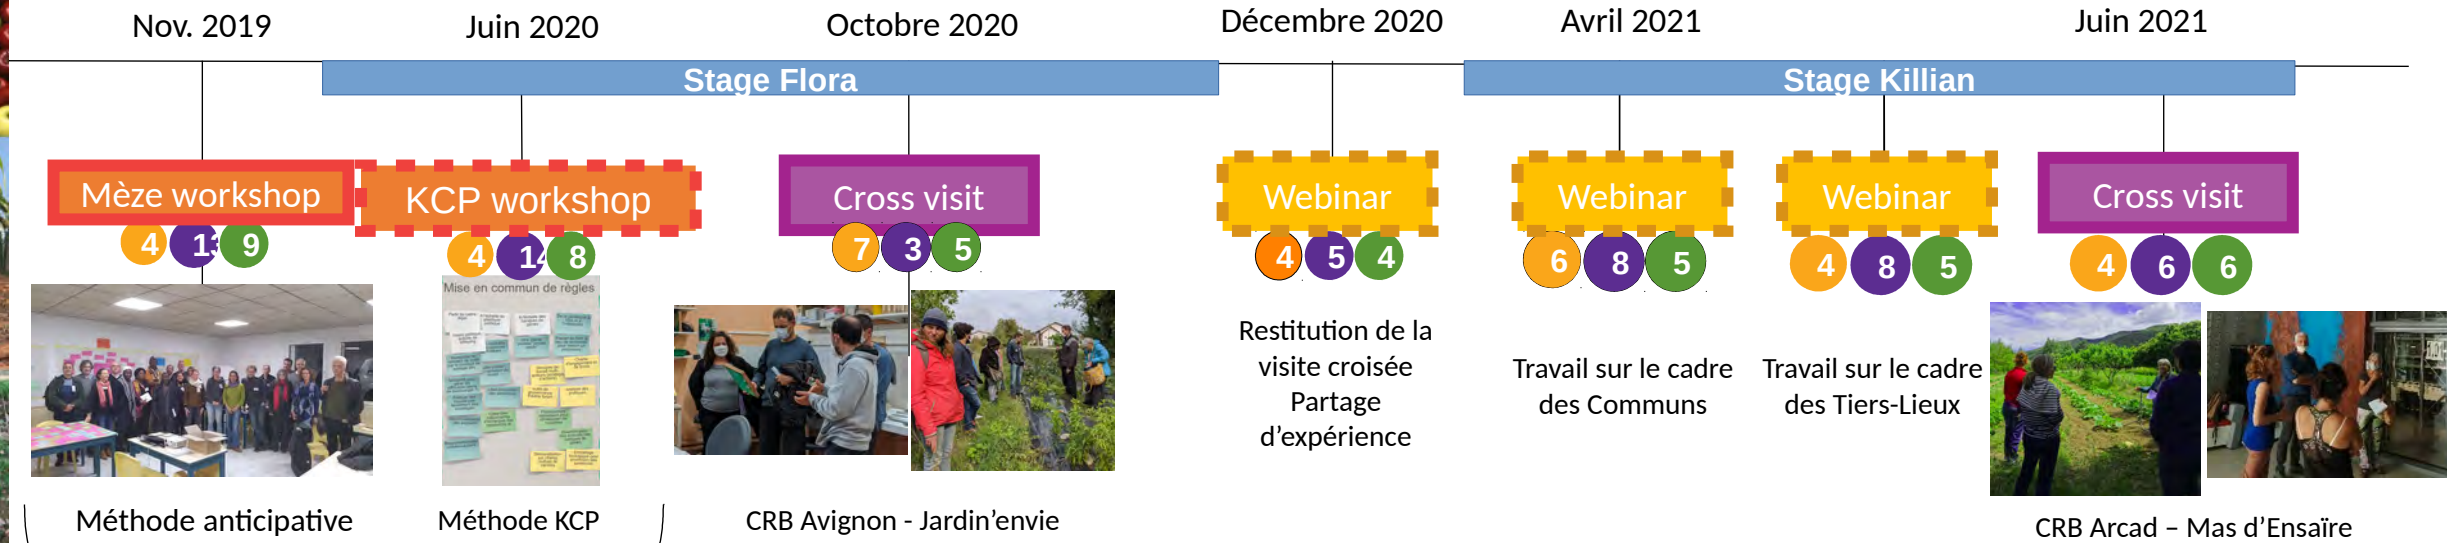 Nov. 2019
Juin 2020
Octobre 2020
Décembre 2020
Avril 2021
Juin 2021
Stage Flora
Stage Killian
Mèze workshop
KCP workshop
Cross visit
Webinar
Webinar
Webinar
Cross visit
4 13 9
4 14 8
7 3 5
4 5 4
6 8 5
4 8 5
4 6 6
Mise en commun de règles
Restitution de la
visite croisée
Partage
d’expérience
Travail sur le cadre
des Communs
Travail sur le cadre
des Tiers-Lieux
Méthode anticipative
Méthode KCP
CRB Avignon - Jardin’envie
CRB Arcad – Mas d’Ensaïre